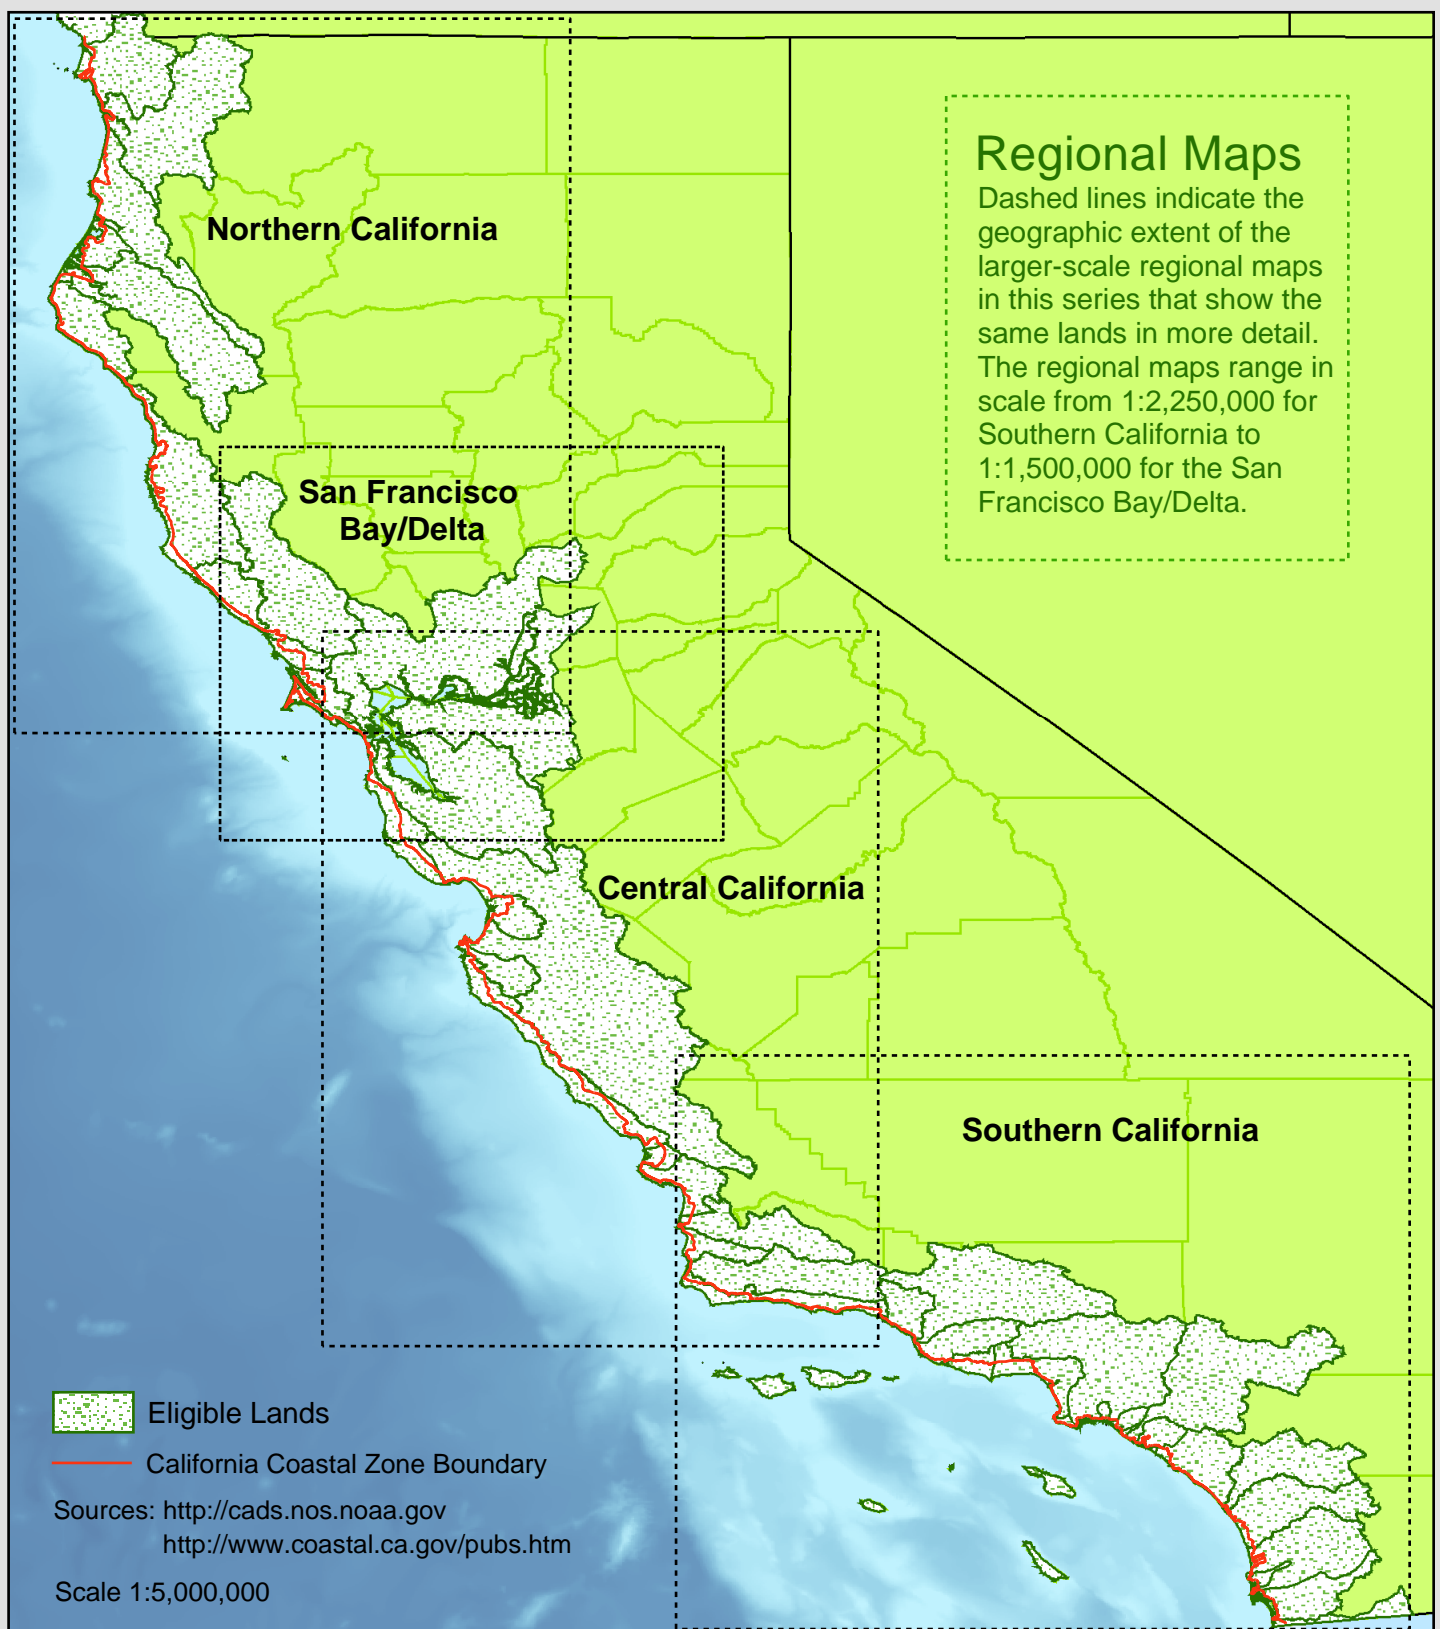 Regional Maps
Dashed lines indicate the
geographic extent of the
larger-scale regional maps
in this series that show the
same lands in more detail.
The regional maps range in
scale from 1:2,250,000 for
Southern California to
1:1,500,000 for the San
Francisco Bay/Delta.
Northern California
San Francisco
Bay/Delta
Central California
Southern California
Eligible Lands
California Coastal Zone Boundary
Sources: http://cads.nos.noaa.gov
http://www.coastal.ca.gov/pubs.htm
Scale 1:5,000,000